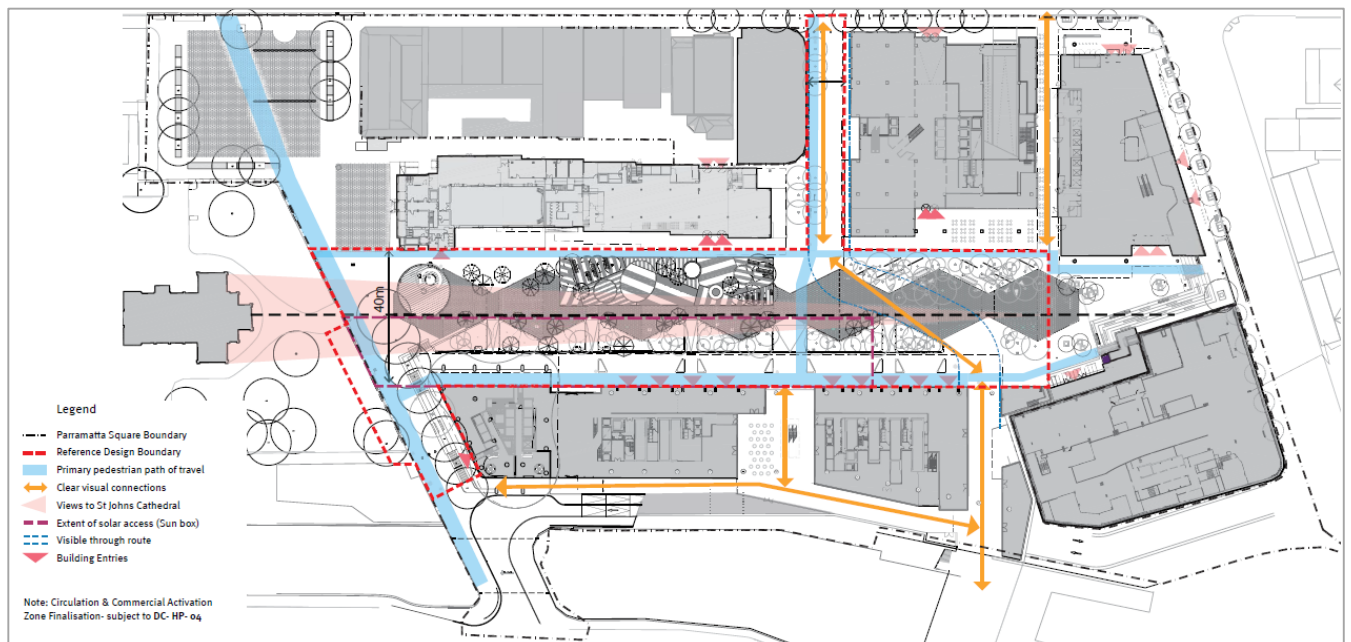 40m
Legend
Parramatta Square Boundary
Reference Design Boundary
Primary pedestrian path of travel
Clear visual connections
Views to St Johns Cathedral
Extent of solar access (Sun box)
Visible through route
Building Entries
Note: Circulation & Commercial Activation
Zone Finalisation- subject to DC- HP- 04